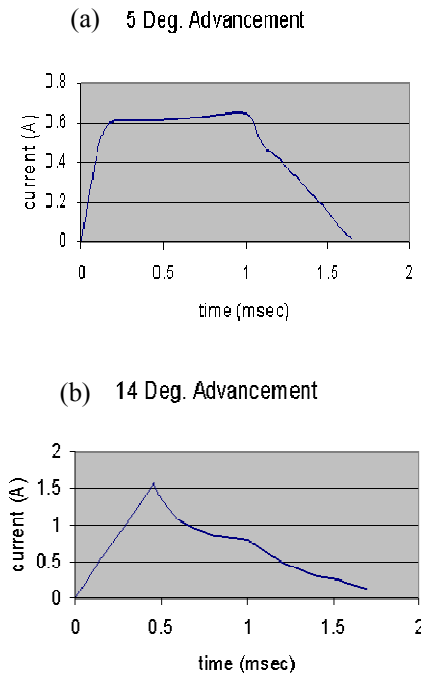 (a) 5 Deg. Advancement
0.8
0.6
0.4
0.2
0
current (A)
0 0.5 1 1.5 2
time (msec)
(b) 14 Deg. Advancement
2
1.5
1
0.5
0
current (A)
0 0.5 1 1.5 2
time (msec)